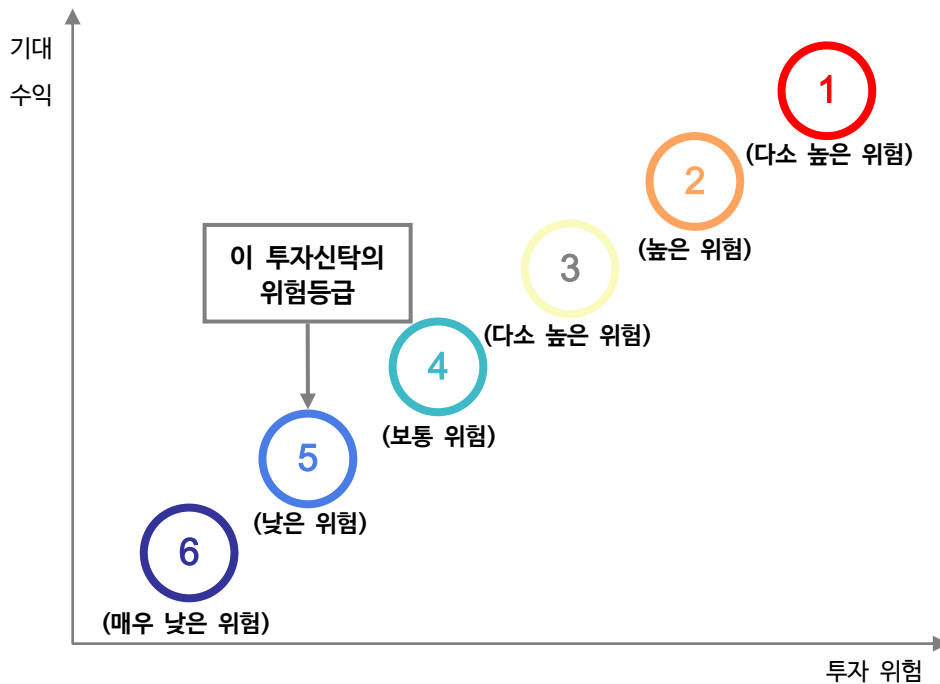 기대
수익
1
(다소 높은 위험)
2
(높은 위험)
이 투자신탁의
위험등급
3
(다소 높은 위험)
4
(보통 위험)
5
(낮은 위험)
6
(매우 낮은 위험)
투자 위험